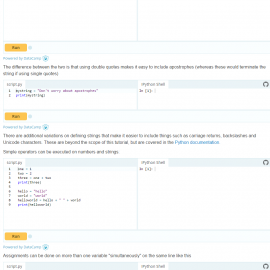 Run
Powered by DataCamp
The difference between the two is that using double quotes makes it easy to include apostrophes (whereas these would terminate the
string if using single quotes)
script.py
IPython Shell
1 mystring = "Don't worry about apostrophes"
2 print(mystring)
In [1]:
Run
Powered by DataCamp
There are additional variations on defining strings that make it easier to include things such as carriage returns, backslashes and
Unicode characters. These are beyond the scope of this tutorial, but are covered in the Python documentation.
Simple operators can be executed on numbers and strings:
script.py
IPython Shell
1 one = 1
2 two = 2
3 three = one + two
4 print(three)
5
6 hello = "hello"
7 world = "world"
8 helloworld = hello + " " + world
9 print(helloworld)
In [1]:
Run
Powered by DataCamp
Assignments can be done on more than one variable "simultaneously" on the same line like this
script.py
IPython Shell